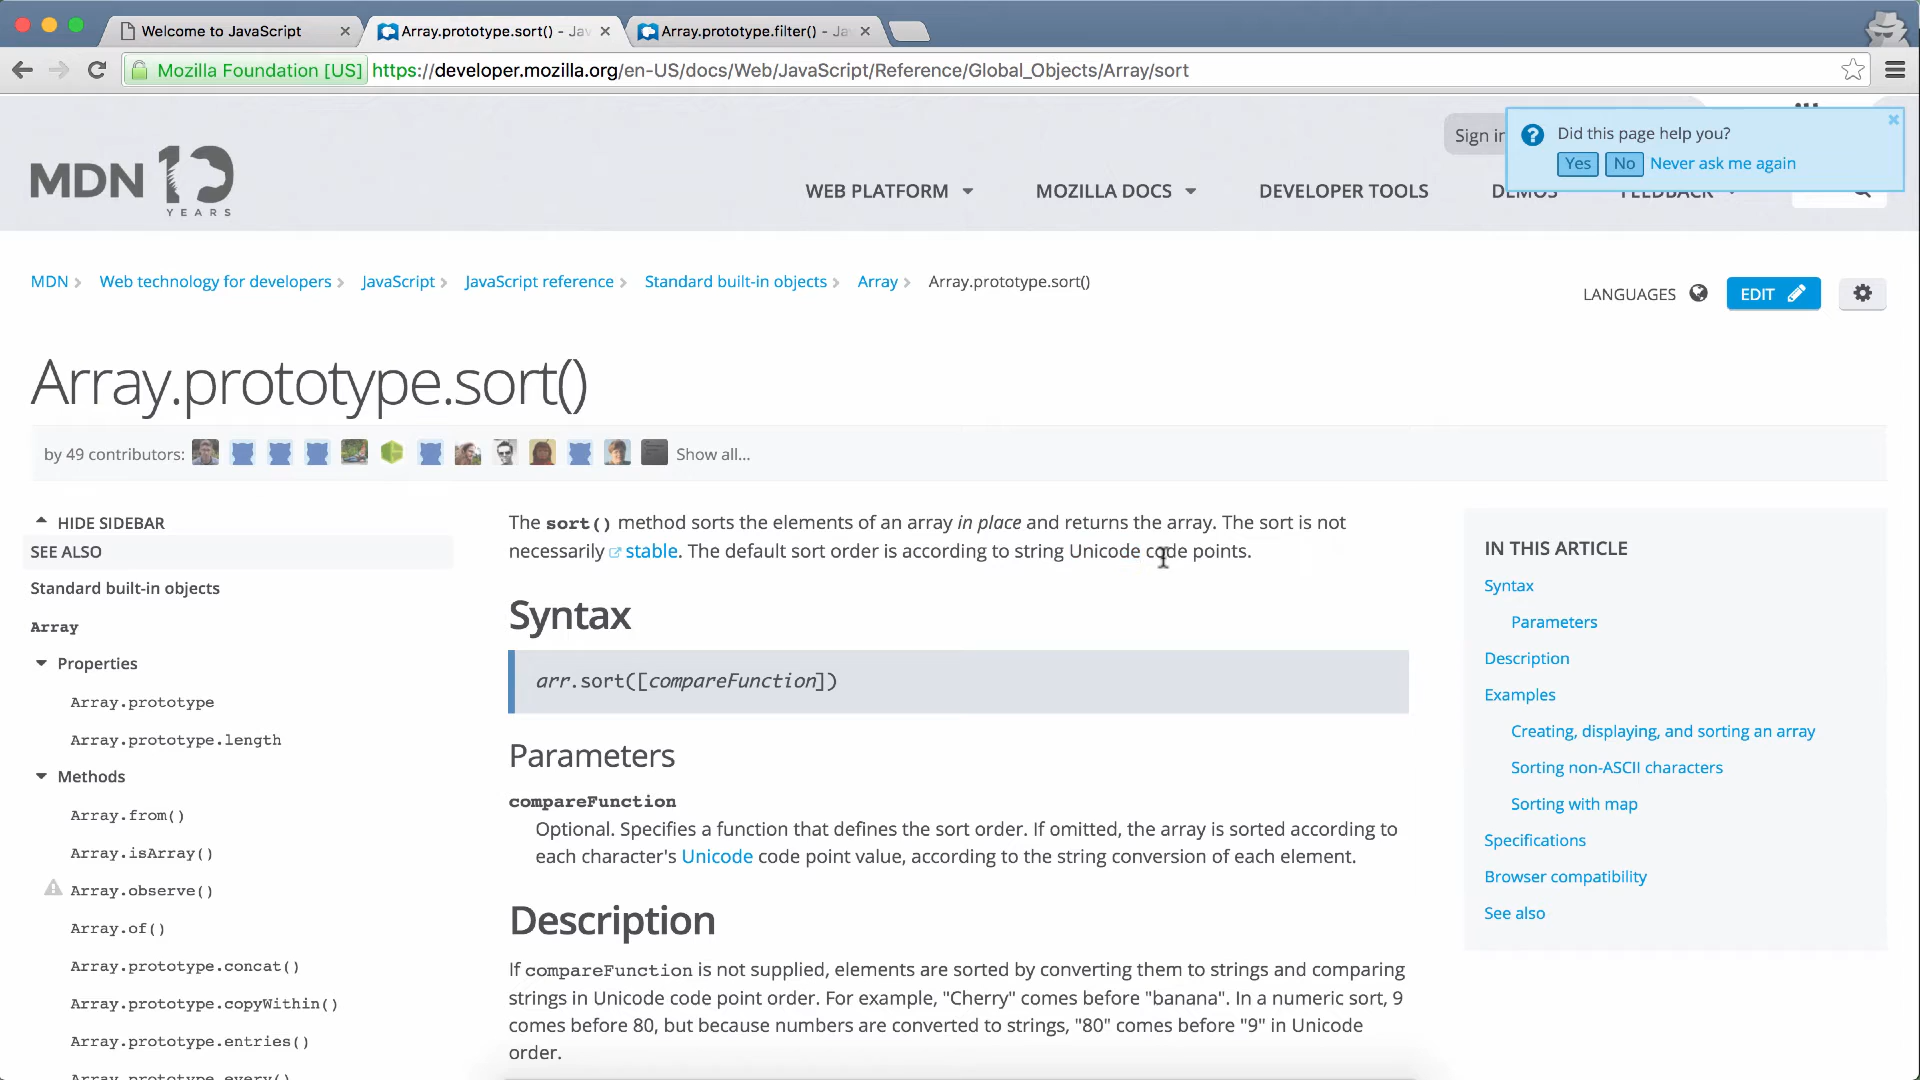 Welcome to JavaScript
Array.prototype.sort() - Jav
Array.prototype.filter() - Ja
Mozilla Foundation [US]
https://developer.mozilla.org/en-US/docs/Web/JavaScript/Reference/Global_Objects/Array/sort
Sign in
Did this page help you?
Yes No Never ask me again
MDN 10
YEARS
WEB PLATFORM
MOZILLA DOCS
DEVELOPER TOOLS
DEMOS
FEEDBACK
MDN Web technology for developers JavaScript JavaScript reference Standard built-in objects Array Array.prototype.sort()
LANGUAGES
EDIT
Array.prototype.sort()
by 49 contributors:
Show all...
HIDE SIDEBAR
SEE ALSO
Standard built-in objects
Array
Properties
Array.prototype
Array.prototype.length
Methods
Array.from()
Array.isArray()
Array.observe()
Array.of()
Array.prototype.concat()
Array.prototype.copyWithin()
Array.prototype.entries()
Array.prototype.every()
The sort() method sorts the elements of an array in place and returns the array. The sort is not
necessarily stable. The default sort order is according to string Unicode code points.
Syntax
arr.sort([compareFunction])
Parameters
compareFunction
Optional. Specifies a function that defines the sort order. If omitted, the array is sorted according to
each character's Unicode code point value, according to the string conversion of each element.
Description
If compareFunction is not supplied, elements are sorted by converting them to strings and comparing
strings in Unicode code point order. For example, "Cherry" comes before "banana". In a numeric sort, 9
comes before 80, but because numbers are converted to strings, "80" comes before "9" in Unicode
order.
IN THIS ARTICLE
Syntax
Parameters
Description
Examples
Creating, displaying, and sorting an array
Sorting non-ASCII characters
Sorting with map
Specifications
Browser compatibility
See also